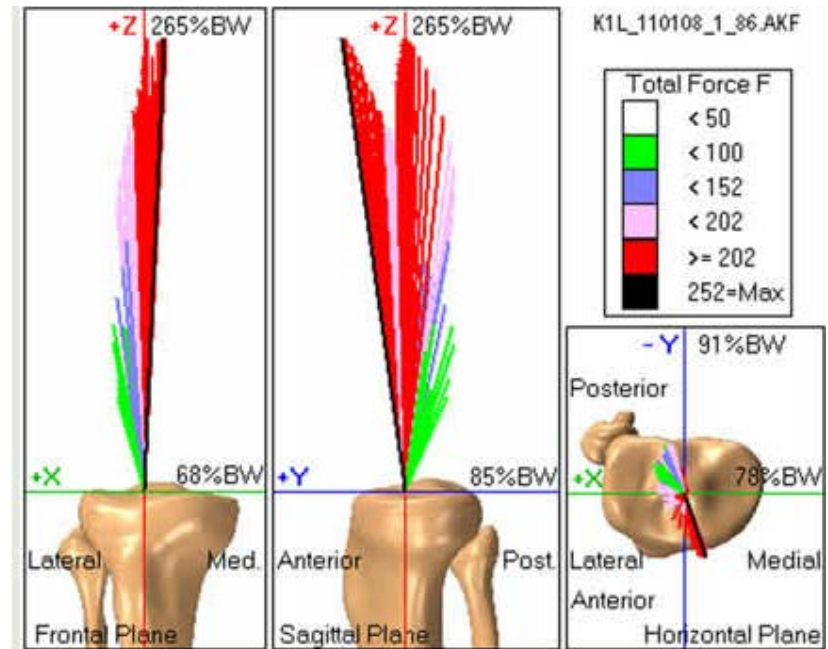 +Z 265%BW
+X 68%BW
Lateral Med.
Frontal Plane
+Z 265%BW
+Y 85%BW
Anterior Post.
Sagittal Plane
K1L_110108_1_86.AKF
Total Force F
< 50
< 100
< 152
< 202
>= 202
252=Max
- Y 91%BW
Posterior
+X 78%BW
Lateral Medial
Anterior
Horizontal Plane